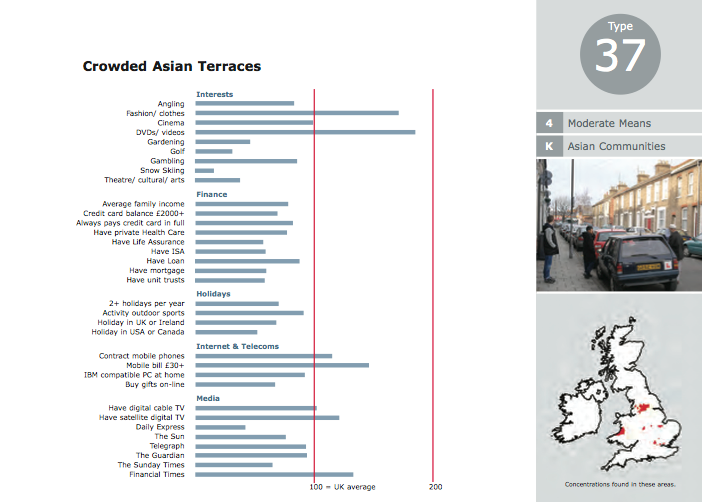 Crowded Asian Terraces
Interests
Angling
Fashion/ clothes
Cinema
DVDs/ videos
Gardening
Golf
Gambling
Snow Skiing
Theatre/ cultural/ arts
Finance
Average family income
Credit card balance £2000+
Always pays credit card in full
Have private Health Care
Have Life Assurance
Have ISA
Have Loan
Have mortgage
Have unit trusts
Holidays
2+ holidays per year
Activity outdoor sports
Holiday in UK or Ireland
Holiday in USA or Canada
Internet & Telecoms
Contract mobile phones
Mobile bill £30+
IBM compatible PC at home
Buy gifts on-line
Media
Have digital cable TV
Have satellite digital TV
Daily Express
The Sun
Telegraph
The Guardian
The Sunday Times
Financial Times
100 = UK average
200
Type
37
4 Moderate Means
K Asian Communities
Concentrations found in these areas.